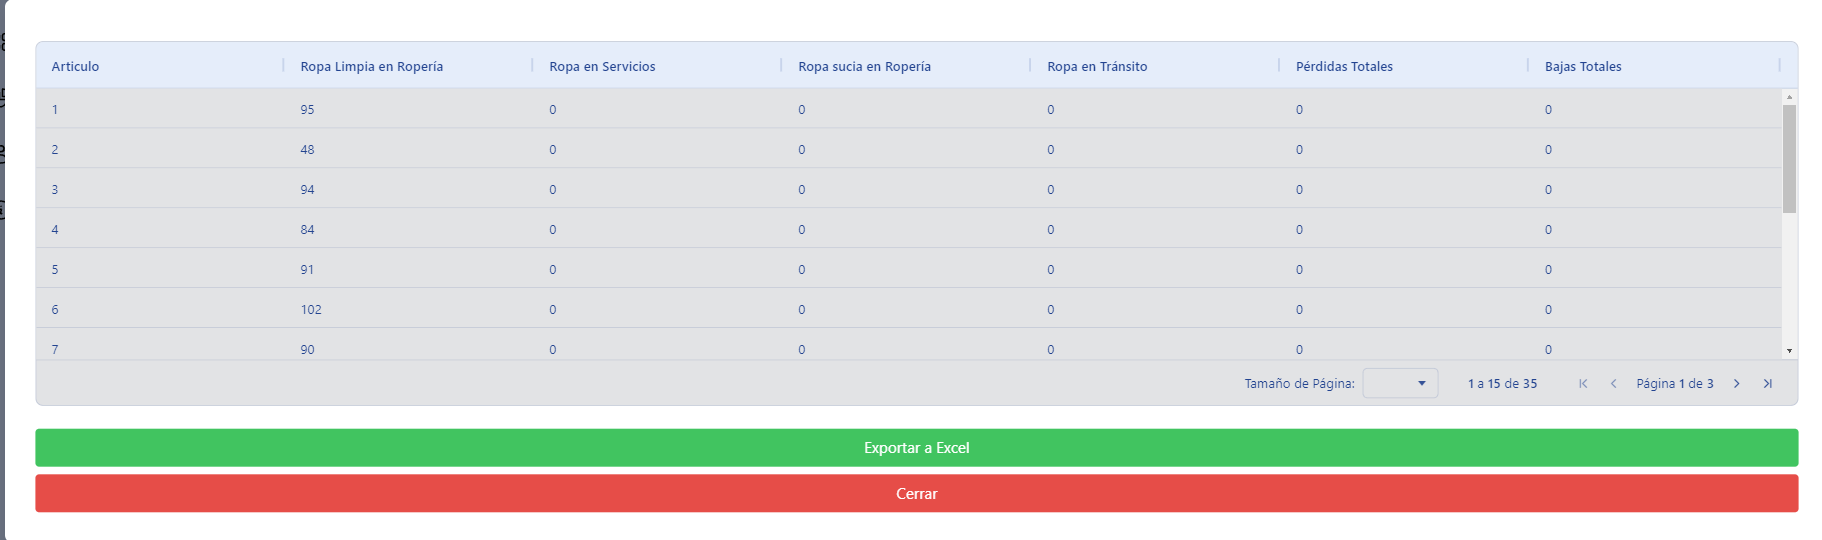 Articulo Ropa Limpia en Ropería Ropa en Servicios Ropa sucia en Ropería Ropa en Tránsito Pérdidas Totales Bajas Totales
1 95 0 0 0 0 0
2 48 0 0 0 0 0
3 94 0 0 0 0 0
4 84 0 0 0 0 0
5 91 0 0 0 0 0
6 102 0 0 0 0 0
7 90 0 0 0 0 0
Tamaño de Página: 1 a 15 de 35 Página 1 de 3
Exportar a Excel
Cerrar